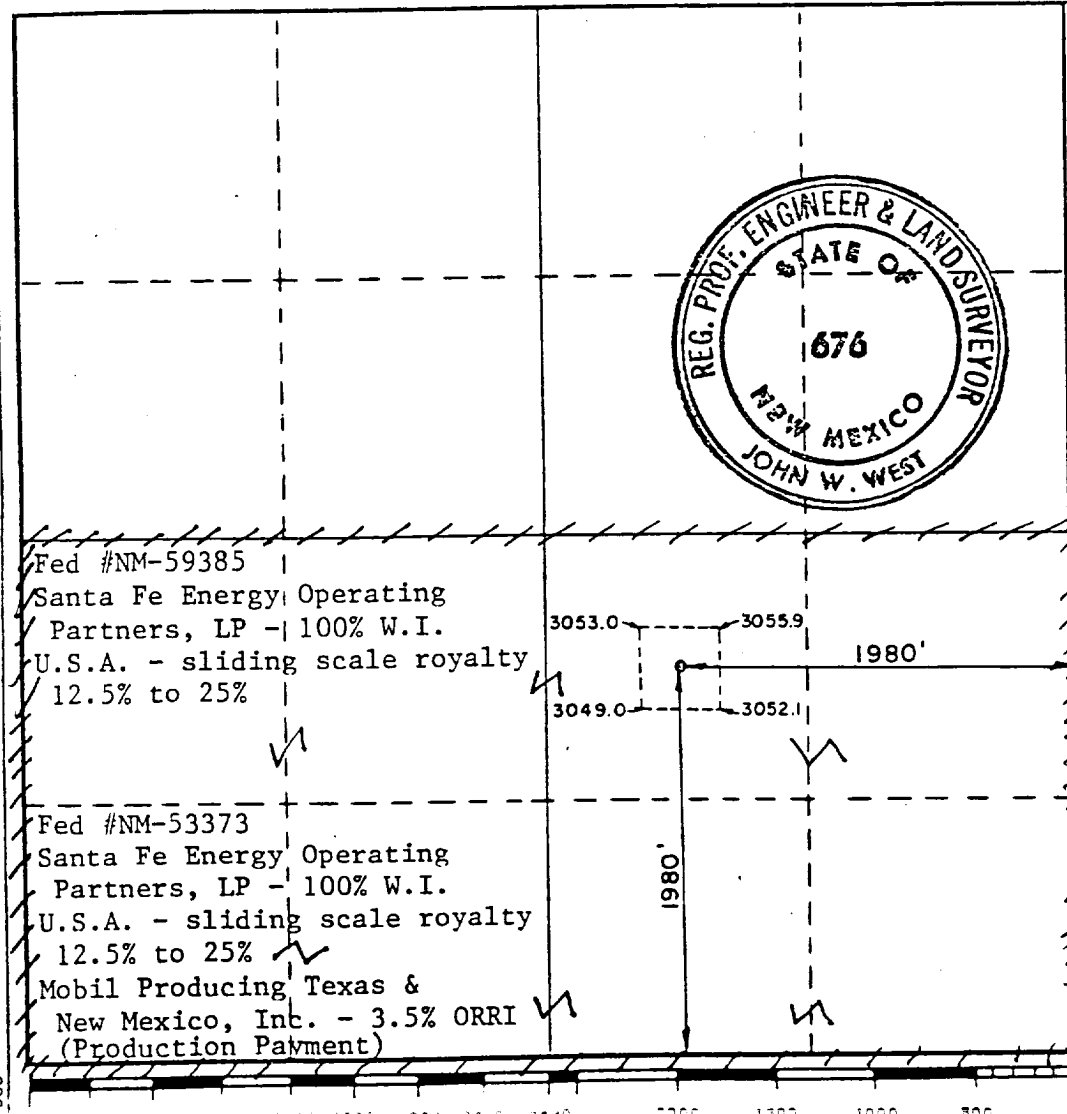 REG. PROF. ENGINEER & LAND SURVEYOR
STATE OF
676
NEW MEXICO
JOHN W. WEST
Fed #NM-59385
Santa Fe Energy Operating
Partners, LP - 100% W.I.
U.S.A. - sliding scale royalty
12.5% to 25%
3053.0 3055.9
1980'
3049.0 3052.1
Fed #NM-53373
Santa Fe Energy Operating
Partners, LP - 100% W.I.
U.S.A. - sliding scale royalty
12.5% to 25%
1980'
Mobil Producing Texas &
New Mexico, Inc. - 3.5% ORRI
(Production Payment)